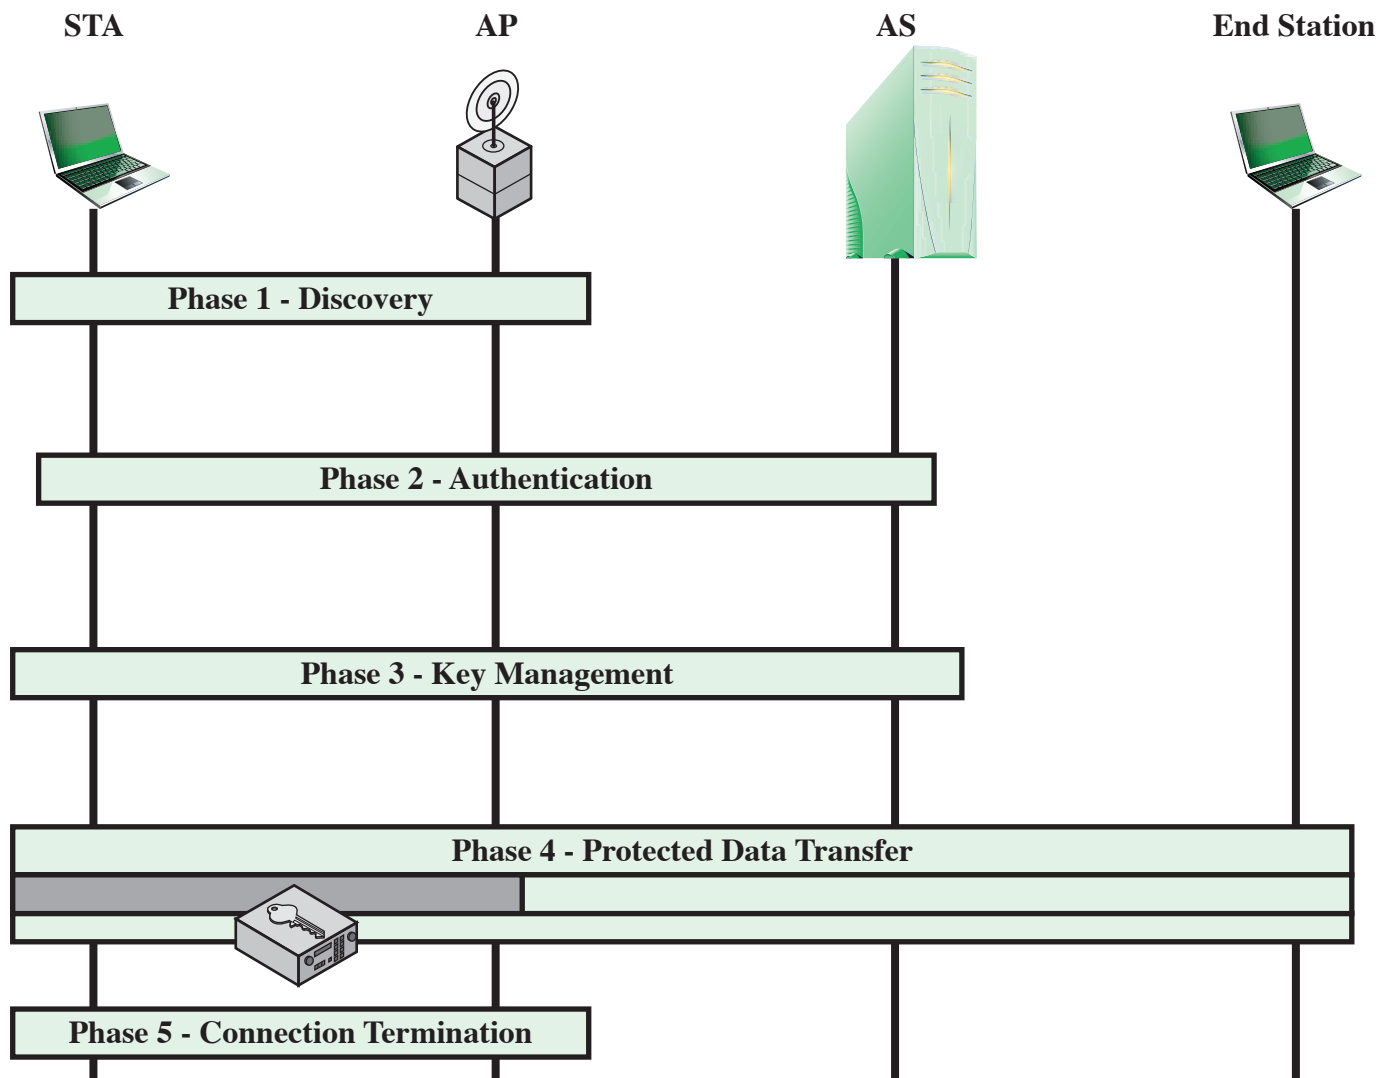 STA
AP
AS
End Station
Phase 1 - Discovery
Phase 2 - Authentication
Phase 3 - Key Management
Phase 4 - Protected Data Transfer
Phase 5 - Connection Termination